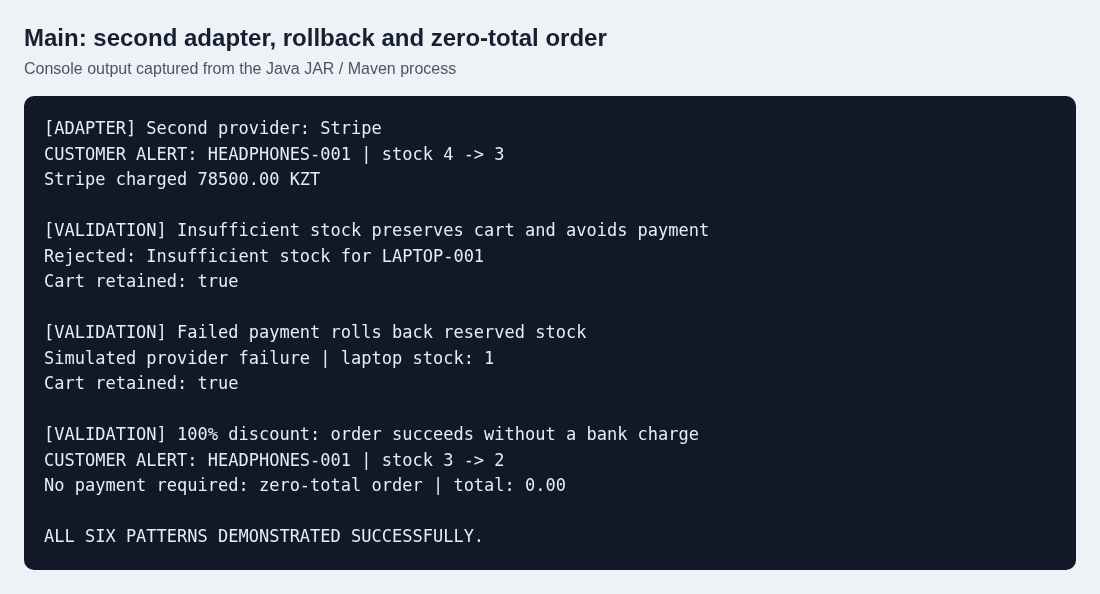 Main: second adapter, rollback and zero-total order
Console output captured from the Java JAR / Maven process
[ADAPTER] Second provider: Stripe
CUSTOMER ALERT: HEADPHONES-001 | stock 4 -> 3
Stripe charged 78500.00 KZT
[VALIDATION] Insufficient stock preserves cart and avoids payment
Rejected: Insufficient stock for LAPTOP-001
Cart retained: true
[VALIDATION] Failed payment rolls back reserved stock
Simulated provider failure | laptop stock: 1
Cart retained: true
[VALIDATION] 100% discount: order succeeds without a bank charge
CUSTOMER ALERT: HEADPHONES-001 | stock 3 -> 2
No payment required: zero-total order | total: 0.00
ALL SIX PATTERNS DEMONSTRATED SUCCESSFULLY.